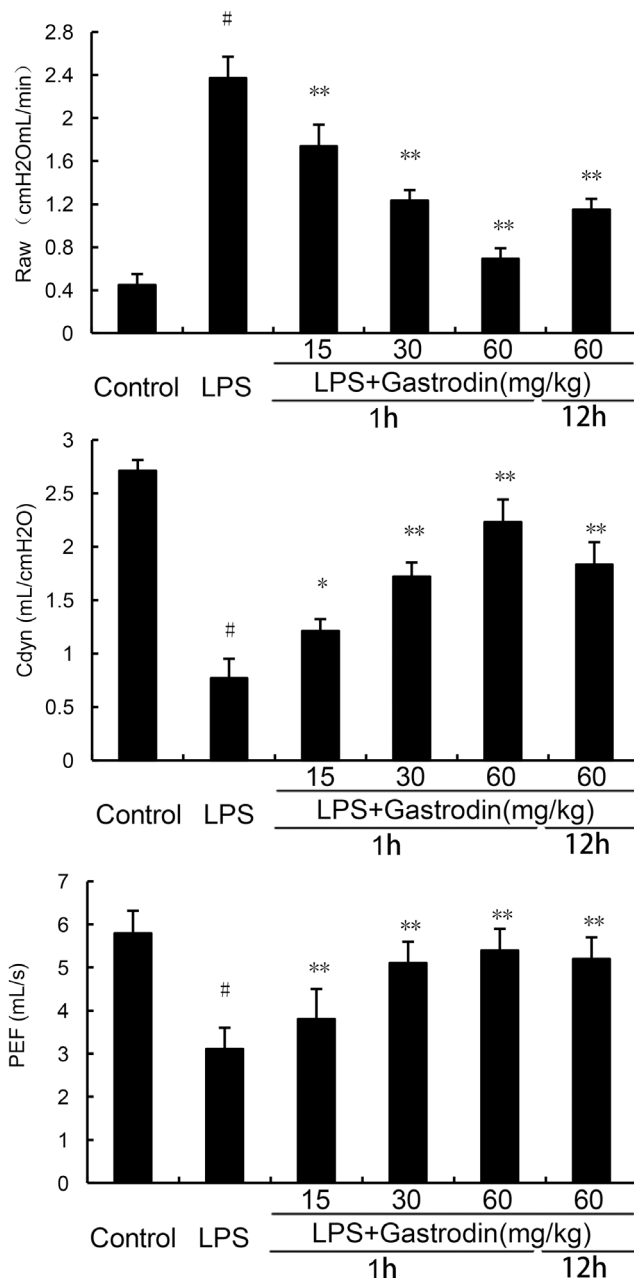 #
2.8
2.4
**
2
**
1.6
**
1.2
**
0.8
0.4
0
Raw （cmH2OmL/min）
15 30 60 60
Control LPS LPS+Gastrodin(mg/kg)
1h 12h
3
**
2.5
**
**
2
*
1.5
#
1
0.5
0
Cdyn (mL/cmH2O)
15 30 60 60
Control LPS LPS+Gastrodin(mg/kg)
1h 12h
7
** ** **
6
**
5
#
4
3
2
1
0
PEF (mL/s)
15 30 60 60
Control LPS LPS+Gastrodin(mg/kg)
1h 12h